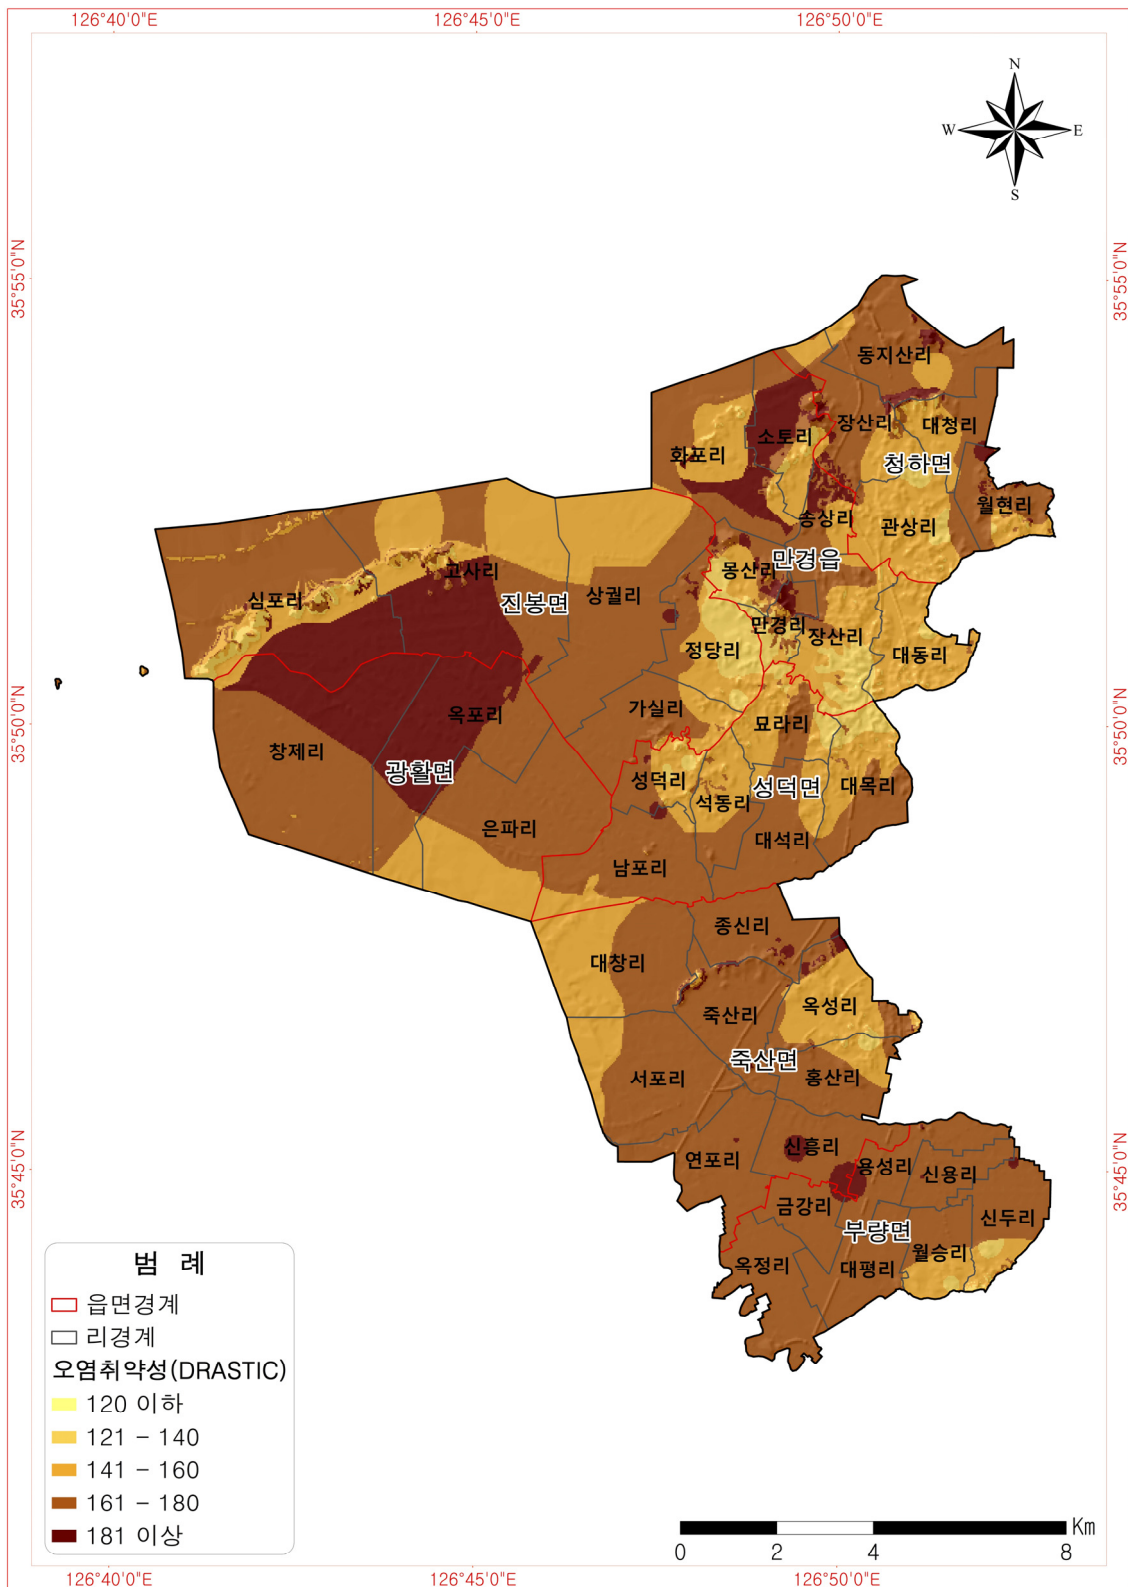 126°40'0"E
126°45'0"E
126°50'0"E
N
W
E
S
35°55'0"N
35°55'0"N
동지산리
장산리
대청리
소토리
화포리
청하면
월현리
송상리
관상리
만경읍
몽산리
고사리
심포리
진봉면
상궐리
만경리
장산리
정당리
대동리
가실리
묘라리
옥포리
35°50'0"N
35°50'0"N
창제리
광활면
성덕리
성덕면
대목리
석동리
은파리
대석리
남포리
종신리
대창리
옥성리
죽산리
죽산면
서포리
홍산리
신흥리
연포리
용성리
신용리
35°45'0"N
35°45'0"N
금강리
신두리
부량면
월승리
옥정리
대평리
범 례
읍면경계
리경계
오염취약성(DRASTIC)
120 이하
121 - 140
141 - 160
161 - 180
181 이상
Km
0
2
4
8
126°40'0"E
126°45'0"E
126°50'0"E